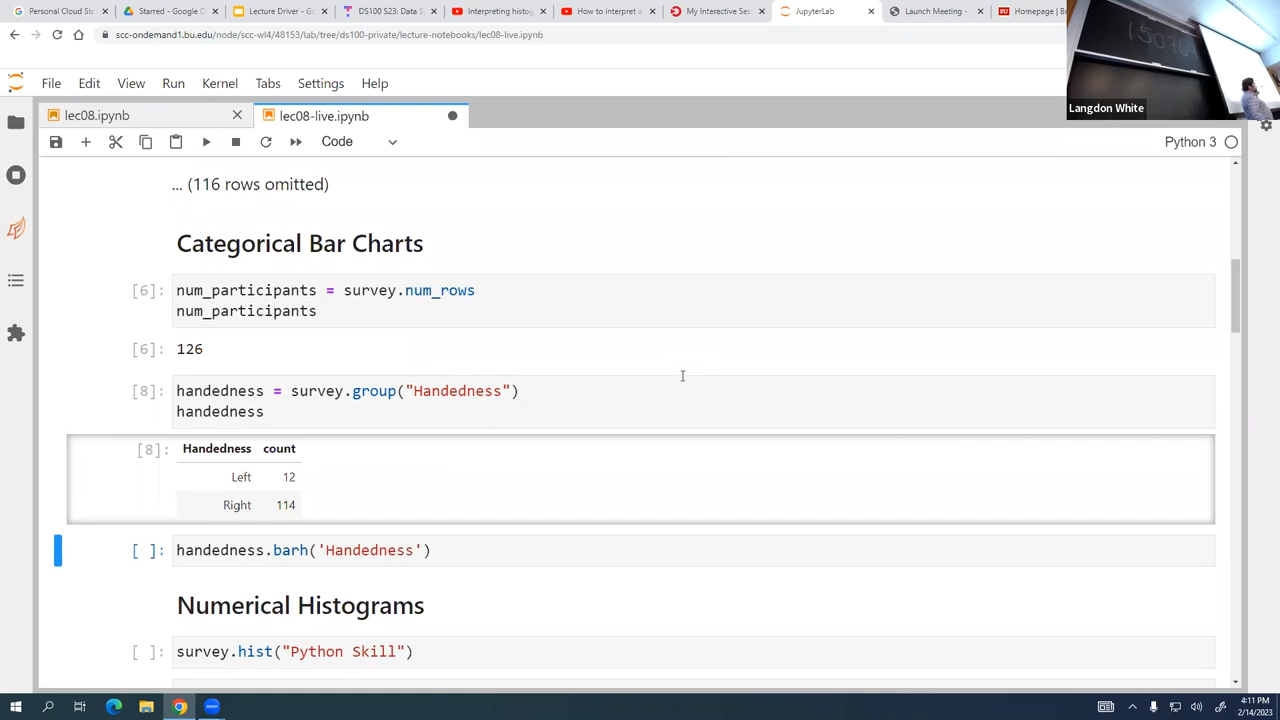 Personal Cloud Sto
Starred - Google D
Lecture Driver - Go
DS100 S23: Data S
Interpreting histog
How to interpret a
My Interactive Sess
JupyterLab
Launch Meeting -
Homepage | Bo
scc-ondemand1.bu.edu/node/scc-wl4/48153/lab/tree/ds100-private/lecture-notebooks/lec08-live.ipynb
File Edit View Run Kernel Tabs Settings Help
lec08.ipynb
lec08-live.ipynb
Code
Python 3
Langdon White
... (116 rows omitted)
Categorical Bar Charts
[6]: num_participants = survey.num_rows
num_participants
[6]: 126
[8]: handedness = survey.group("Handedness")
handedness
[8]: Handedness count
Left 12
Right 114
[ ]: handedness.barh('Handedness')
Numerical Histograms
[ ]: survey.hist("Python Skill")
4:11 PM
2/14/2023